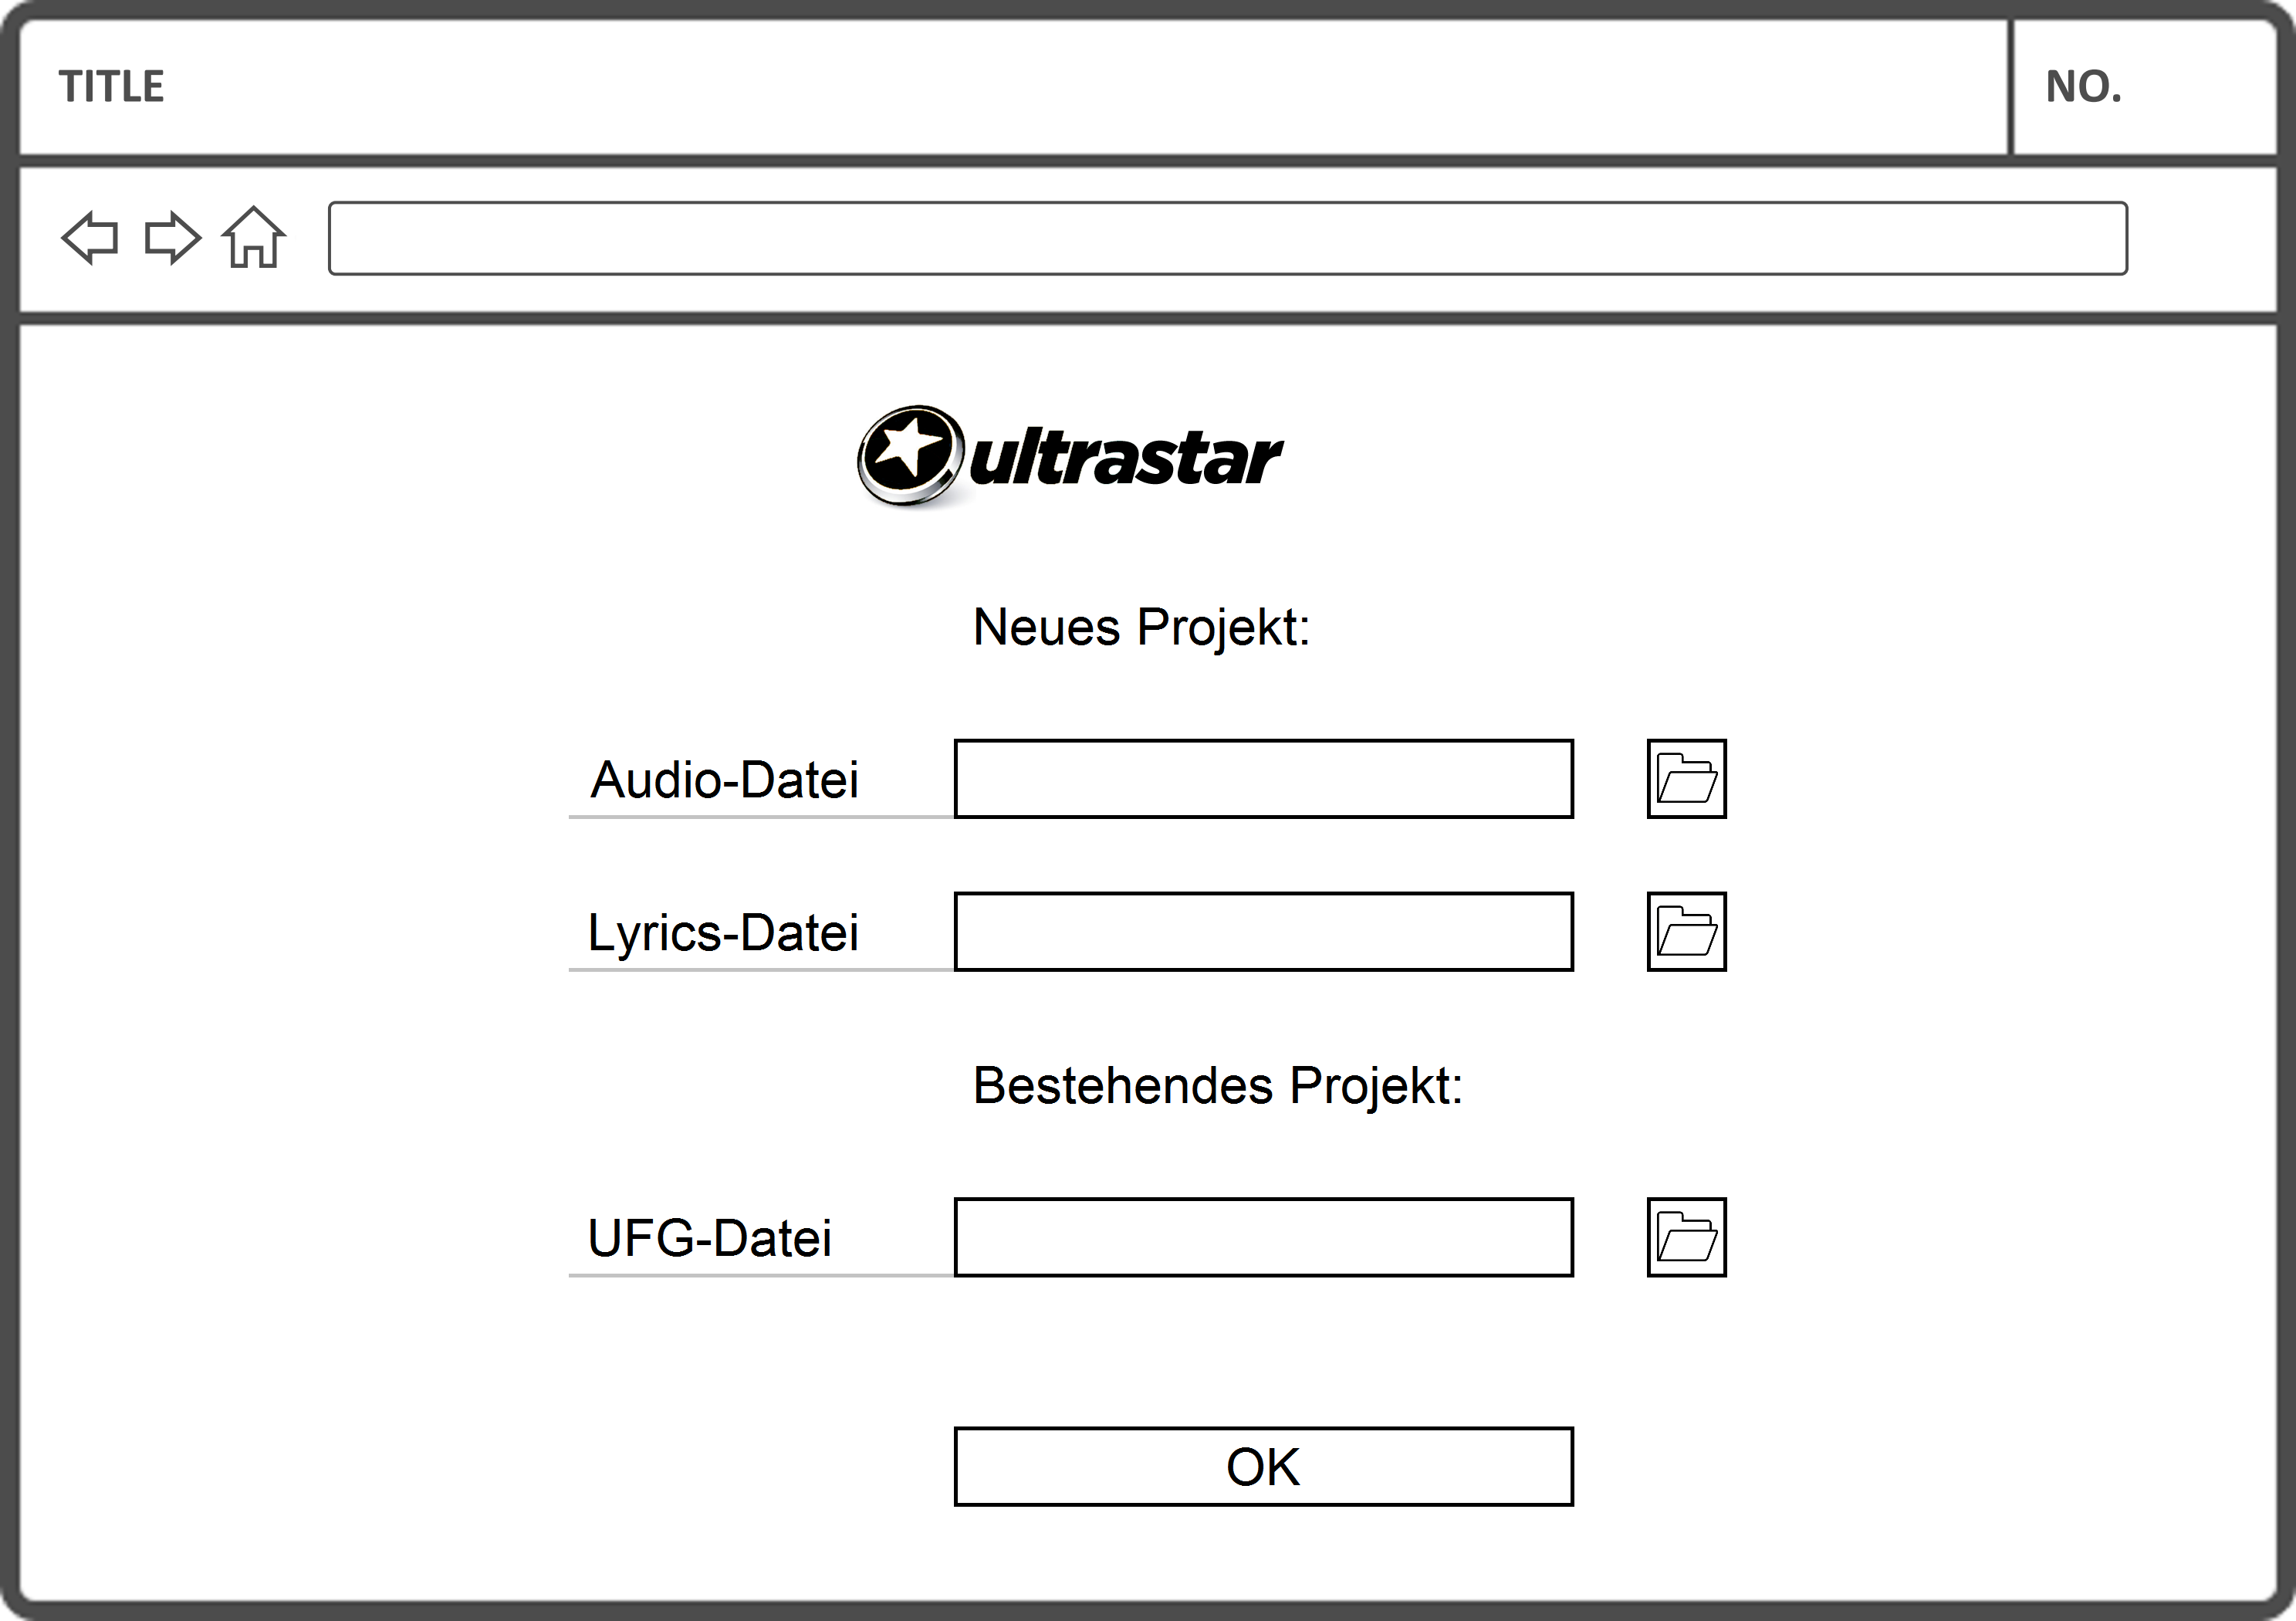 TITLE
NO.
ultrastar
Neues Projekt:
Audio-Datei
Lyrics-Datei
Bestehendes Projekt:
UFG-Datei
OK